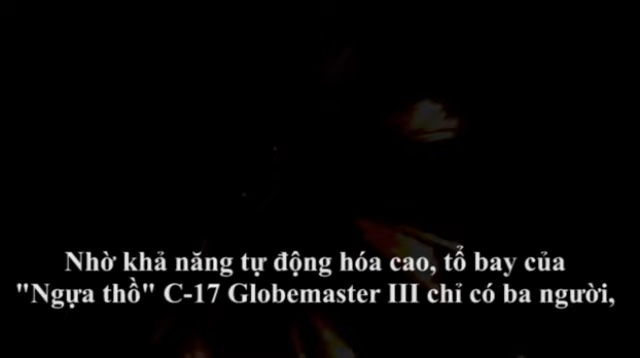 Nhờ khả năng tự động hóa cao, tổ bay của
"Ngựa thồ" C-17 Globemaster III chỉ có ba người,